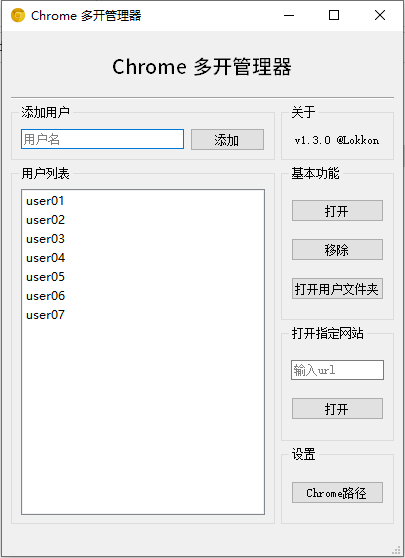 Chrome 多开管理器
Chrome 多开管理器
添加用户
用户名
添加
关于
v1.3.0 @Lokkon
用户列表
user01
user02
user03
user04
user05
user06
user07
基本功能
打开
移除
打开用户文件夹
打开指定网站
输入url
打开
设置
Chrome路径